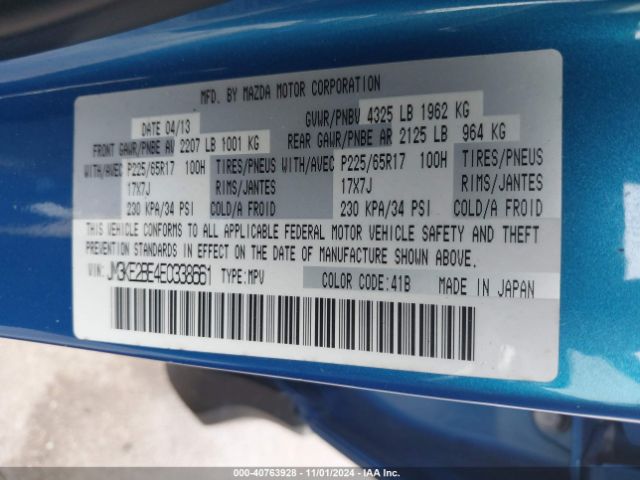 MFD. BY MAZDA MOTOR CORPORATION
DATE 04/13 GVWR/PNBV 4325 LB 1962 KG
FRONT GAWR/PNBE AV 2207 LB 1001 KG REAR GAWR/PNBE AR 2125 LB 964 KG
WITH/AVEC P225/65R17 100H TIRES/PNEUS WITH/AVEC P225/65R17 100H TIRES/PNEUS
17X7J RIMS/JANTES 17X7J RIMS/JANTES
230 KPA/34 PSI COLD/A FROID 230 KPA/34 PSI COLD/A FROID
THIS VEHICLE CONFORMS TO ALL APPLICABLE FEDERAL MOTOR VEHICLE SAFETY AND THEFT
PREVENTION STANDARDS IN EFFECT ON THE DATE OF MANUFACTURE SHOWN ABOVE.
VIN: TYPE:MPV COLOR CODE:41B MADE IN JAPAN
000-40763928 - 11/01/2024 - IAA Inc.